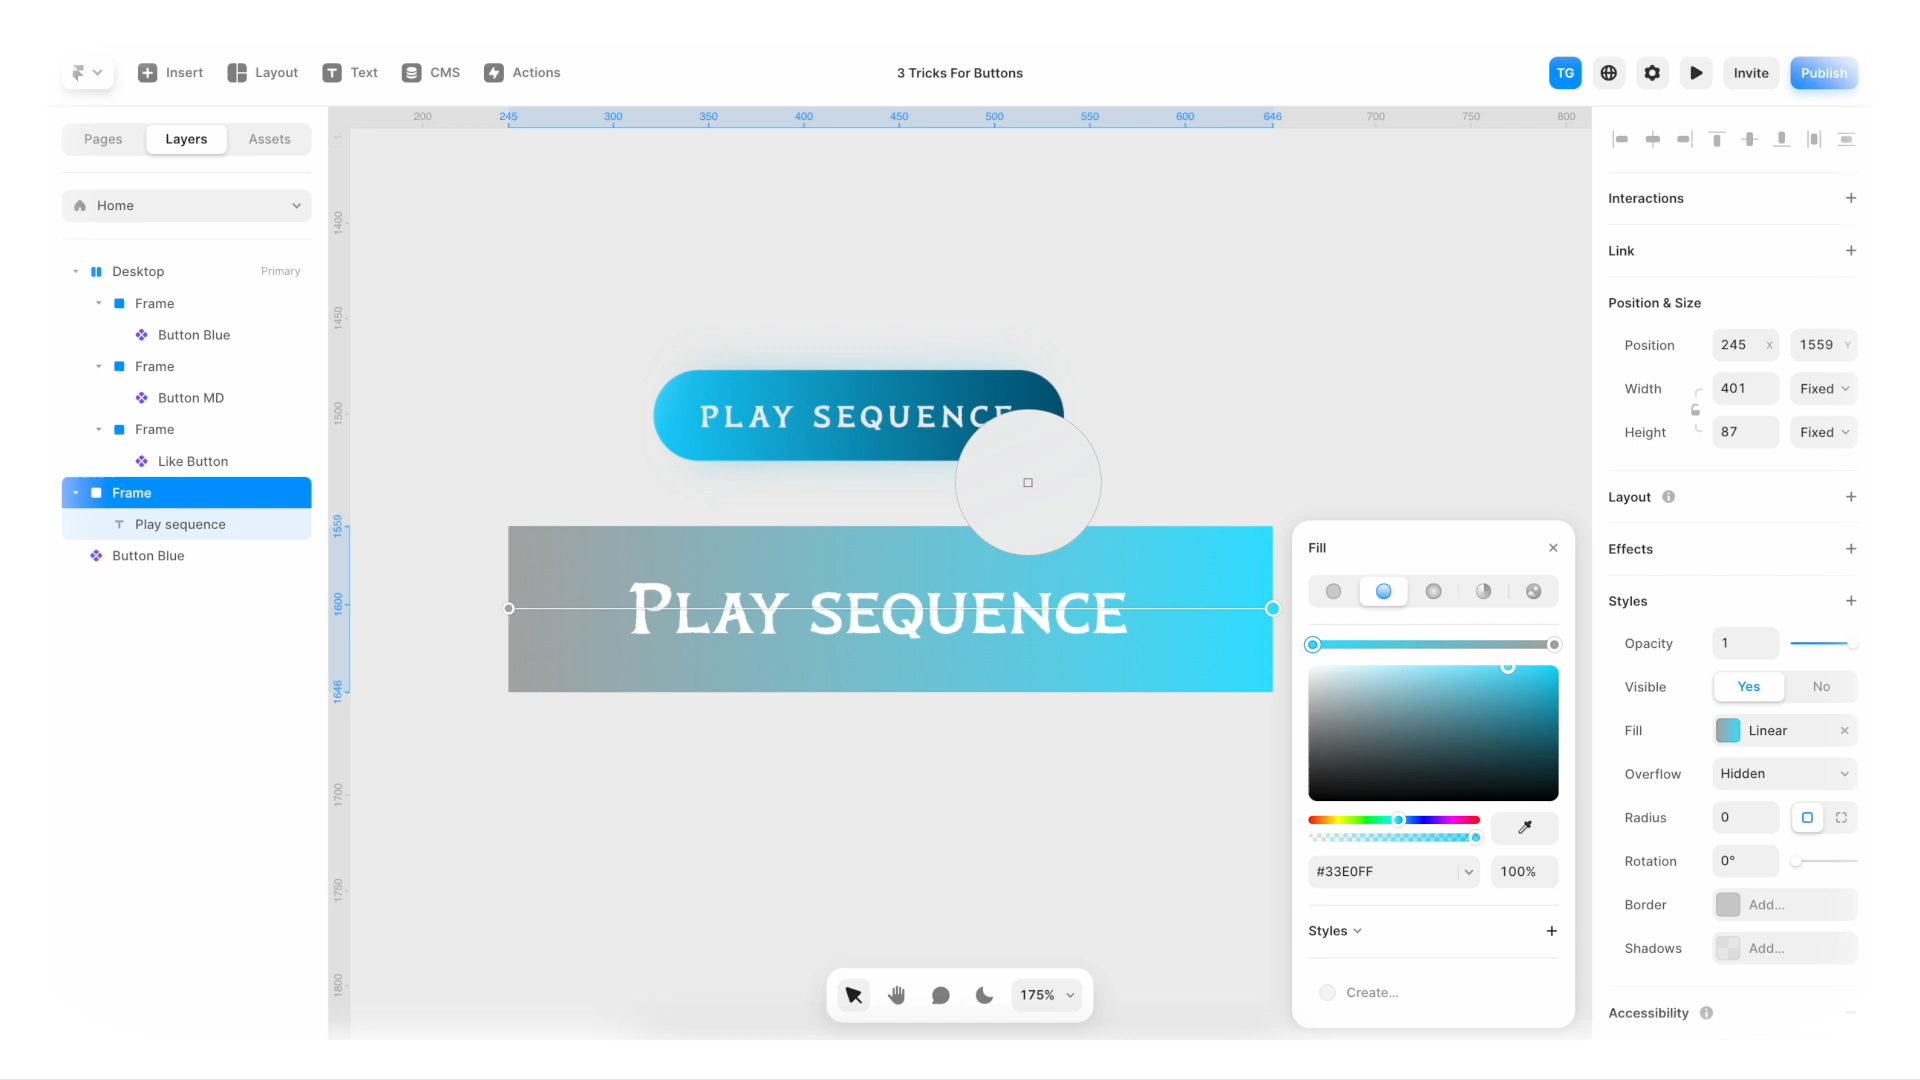 Insert
Layout
Text
CMS
Actions
3 Tricks For Buttons
TG
Invite
Publish
Pages
Layers
Assets
Home
Desktop
Primary
Frame
Button Blue
Frame
Button MD
Frame
Like Button
Frame
Play sequence
Button Blue
200
245
300
350
400
450
500
550
600
646
700
750
800
1400
1450
1500
1559
1600
1646
1700
1750
1800
PLAY SEQUENCE
PLAY SEQUENCE
175%
Fill
#33E0FF
100%
Styles
Create...
Interactions
Link
Position & Size
Position
245
X
1559
Y
Width
401
Fixed
Height
87
Fixed
Layout
Effects
Styles
Opacity
1
Visible
Yes
No
Fill
Linear
Overflow
Hidden
Radius
0
Rotation
0°
Border
Add...
Shadows
Add...
Accessibility